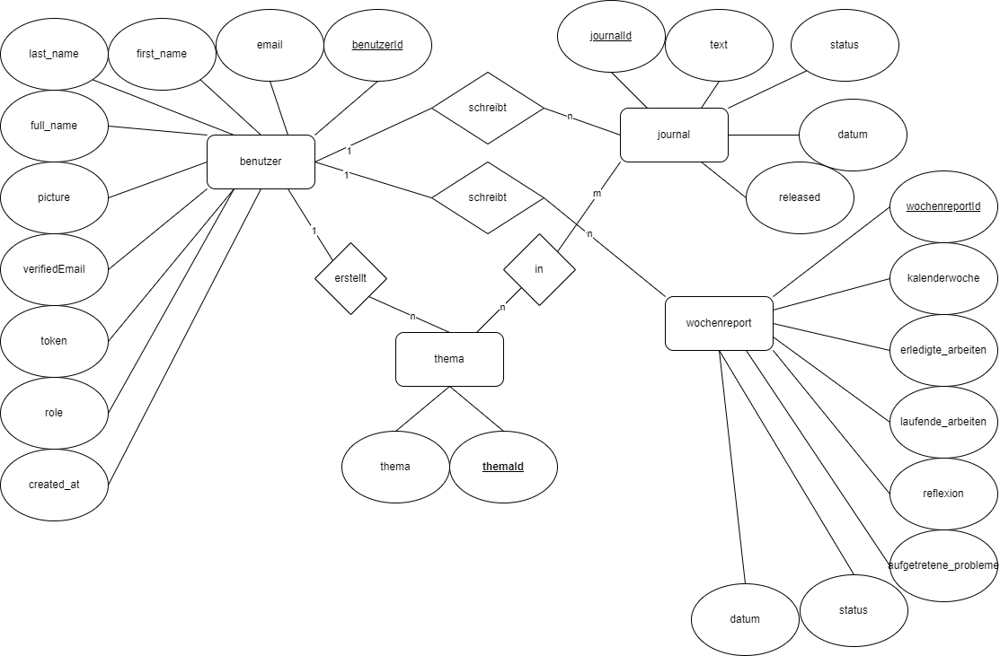 last_name
first_name
email
benutzerId
journalId
text
status
full_name
schreibt
n
journal
datum
benutzer
1
1
picture
schreibt
m
released
wochenreportId
verifiedEmail
1
n
erstellt
in
kalenderwoche
token
n
n
wochenreport
erledigte_arbeiten
thema
role
laufende_arbeiten
thema
themaId
created_at
reflexion
aufgetretene_probleme
datum
status